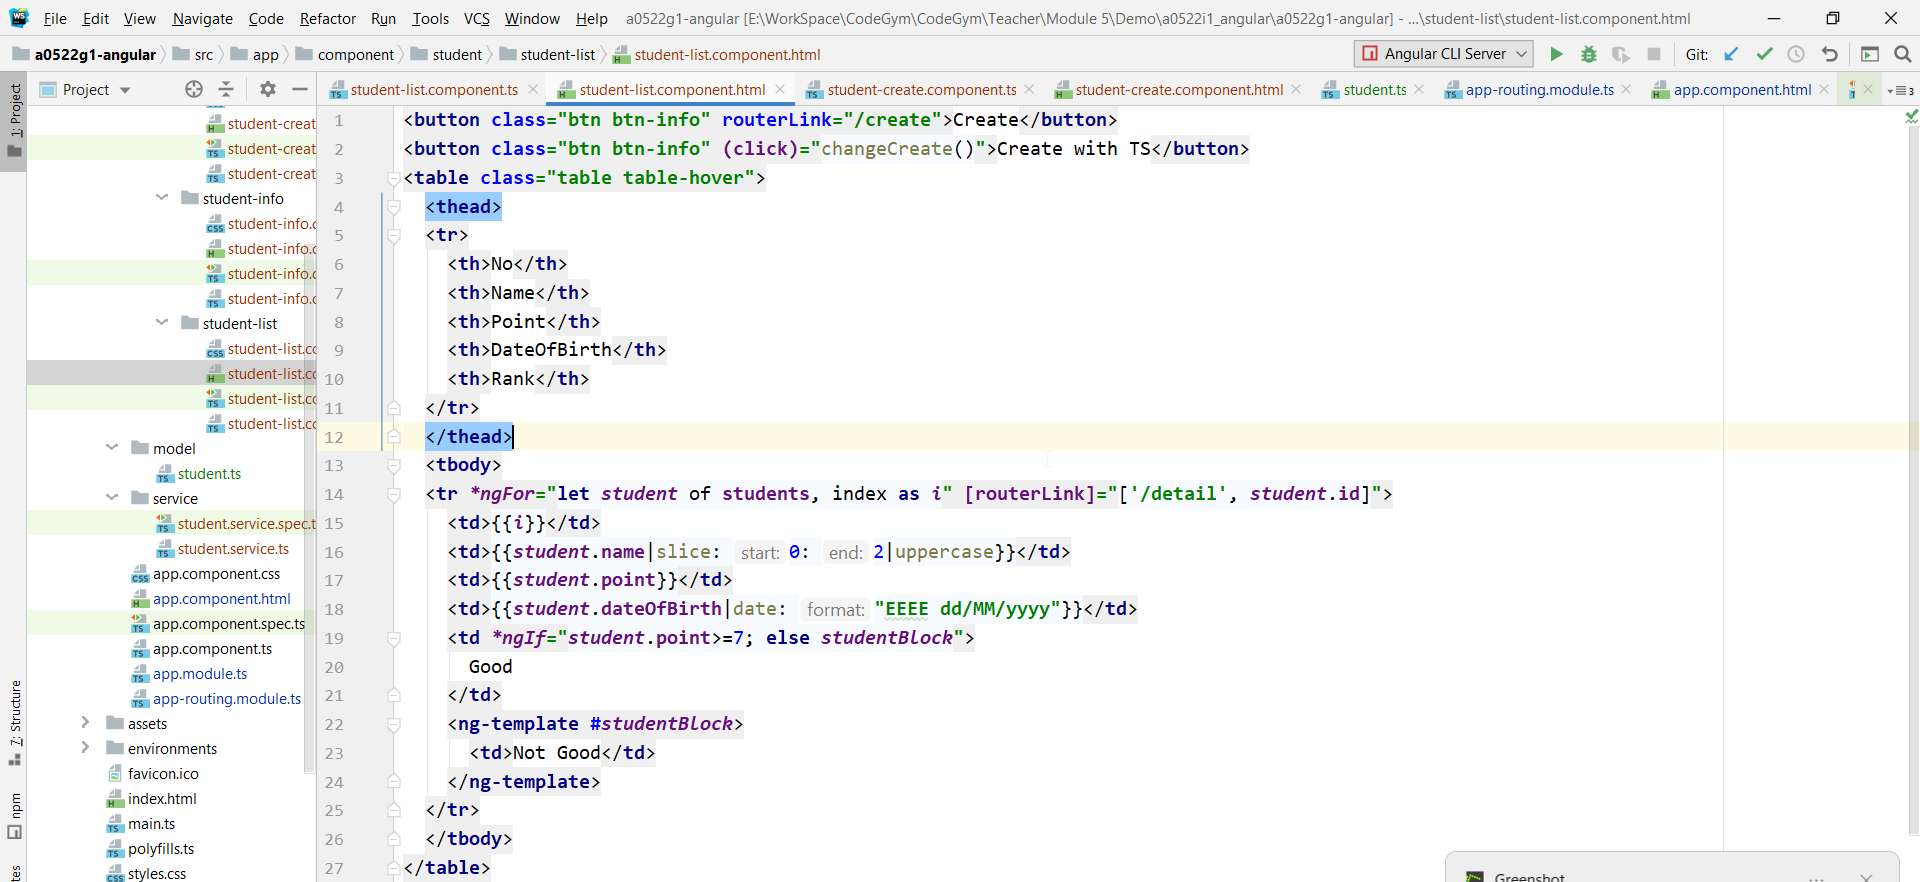 File Edit View Navigate Code Refactor Run Tools VCS Window Help a0522g1-angular [E:\WorkSpace\CodeGym\CodeGym\Teacher\Module 5\Demo\a0522i1_angular\a0522g1-angular] - ...\student-list\student-list.component.html
a0522g1-angular src app component student student-list student-list.component.html Angular CLI Server Git:
Project student-list.component.ts student-list.component.html student-create.component.ts student-create.component.html student.ts app-routing.module.ts app.component.html 3
1: Project
7: Structure
npm
student-creat
student-creat
student-creat
student-info
student-info.c
student-info.c
student-info.c
student-info.c
student-list
student-list.cc
student-list.cc
student-list.cc
student-list.cc
model
student.ts
service
student.service.spec.t
student.service.ts
app.component.css
app.component.html
app.component.spec.ts
app.component.ts
app.module.ts
app-routing.module.ts
assets
environments
favicon.ico
index.html
main.ts
polyfills.ts
styles.css
1 <button class="btn btn-info" routerLink="/create">Create</button>
2 <button class="btn btn-info" (click)="changeCreate()">Create with TS</button>
3 <table class="table table-hover">
4 <thead>
5 <tr>
6 <th>No</th>
7 <th>Name</th>
8 <th>Point</th>
9 <th>DateOfBirth</th>
10 <th>Rank</th>
11 </tr>
12 </thead>
13 <tbody>
14 <tr *ngFor="let student of students, index as i" [routerLink]="['/detail', student.id]">
15 <td>{{i}}</td>
16 <td>{{student.name|slice: start: 0: end: 2|uppercase}}</td>
17 <td>{{student.point}}</td>
18 <td>{{student.dateOfBirth|date: format: "EEEE dd/MM/yyyy"}}</td>
19 <td *ngIf="student.point>=7; else studentBlock">
20 Good
21 </td>
22 <ng-template #studentBlock>
23 <td>Not Good</td>
24 </ng-template>
25 </tr>
26 </tbody>
27 </table>
Greenshot